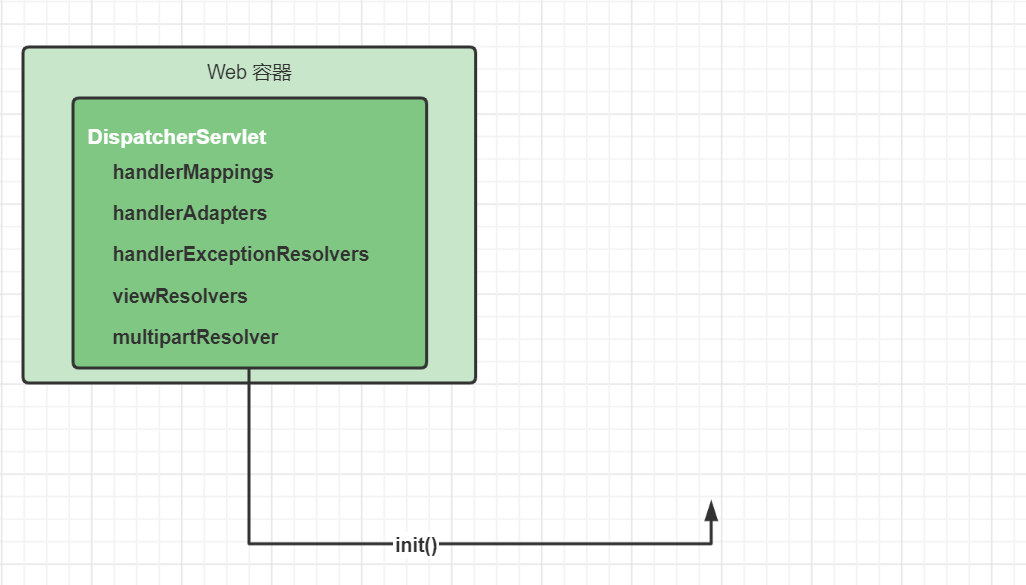 Web 容器
DispatcherServlet
handlerMappings
handlerAdapters
handlerExceptionResolvers
viewResolvers
multipartResolver
init()